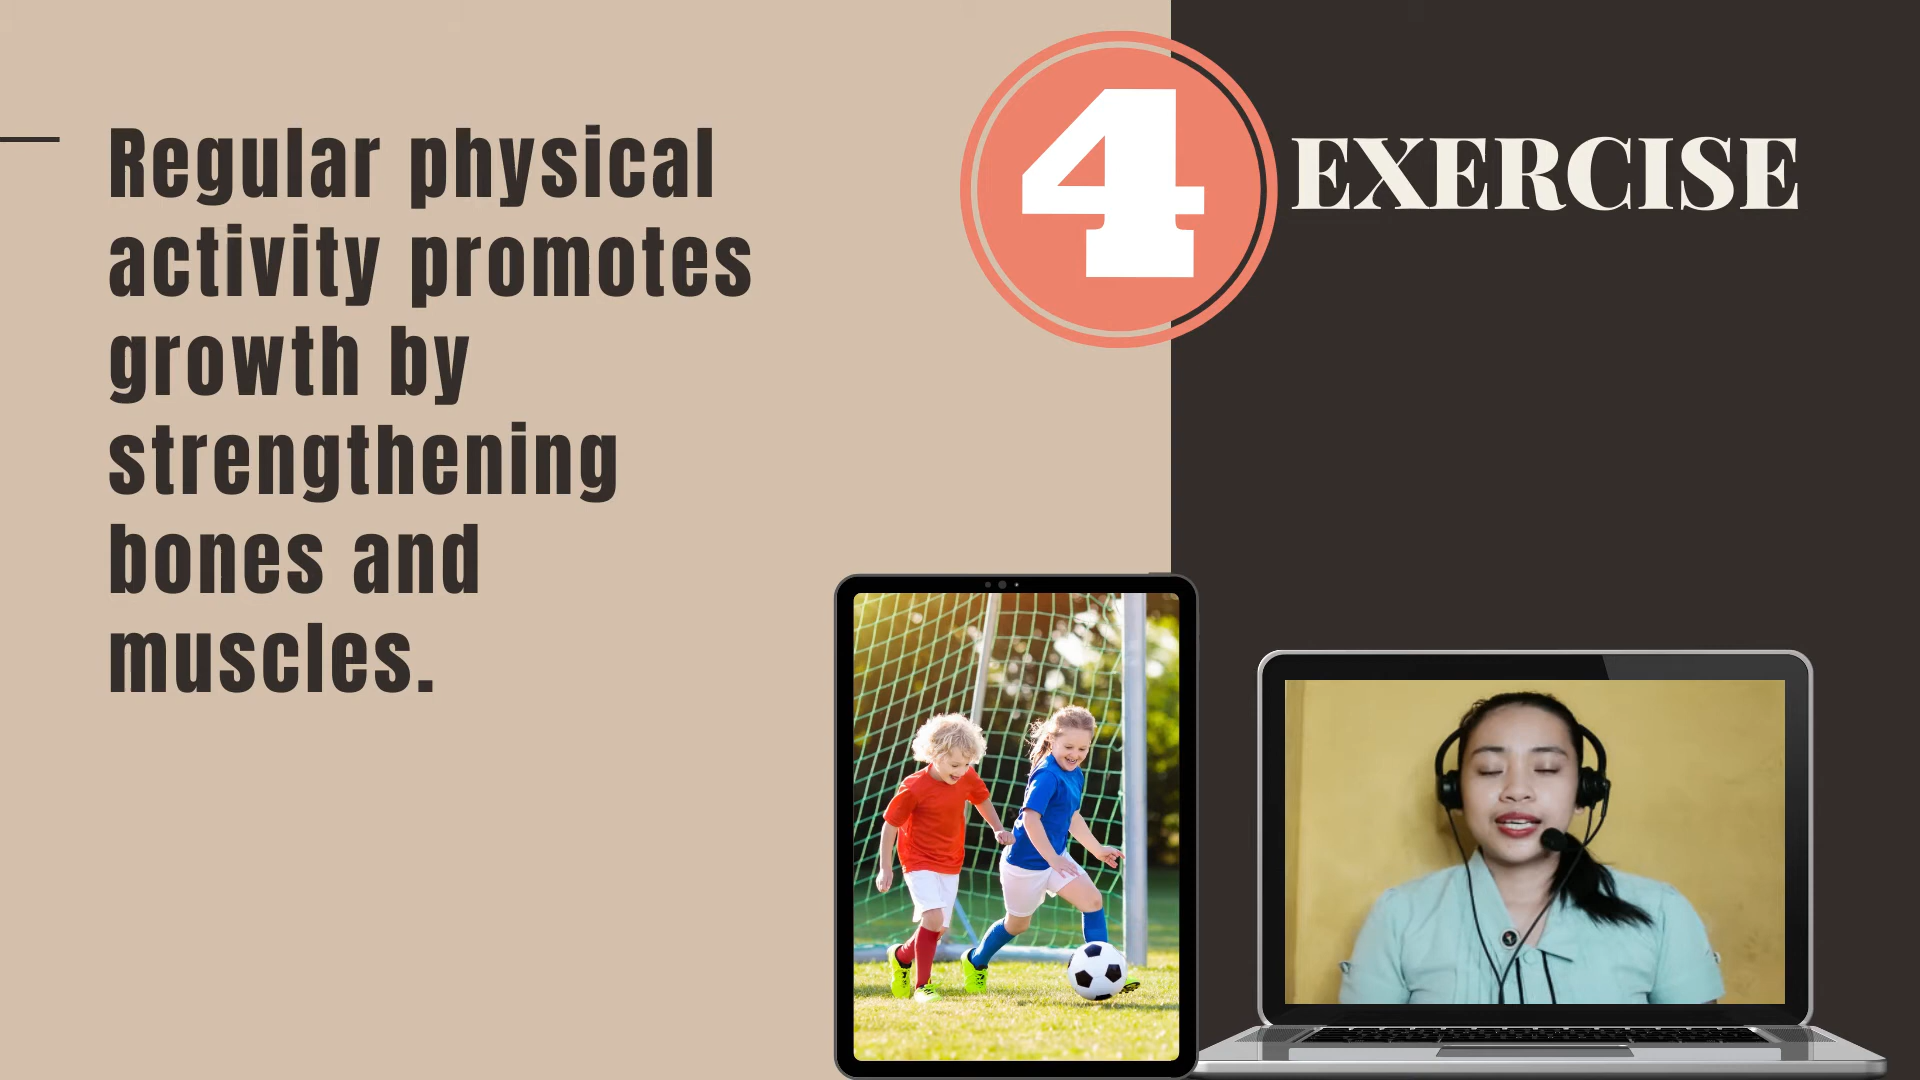 Regular physical
activity promotes
growth by
strengthening
bones and
muscles.
4
EXERCISE